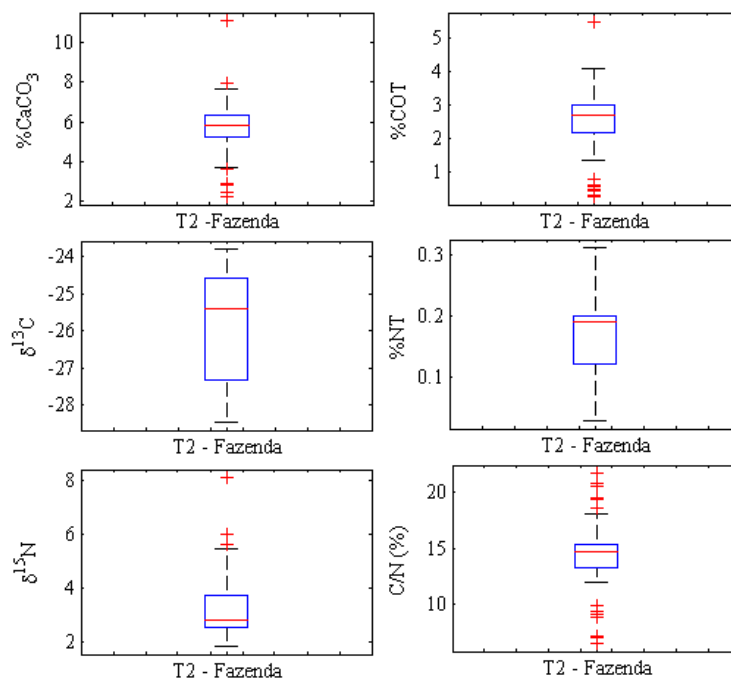 %CaCO3
10
8
6
4
2
T2 -Fazenda
%COT
5
4
3
2
1
T2 - Fazenda
δ13C
-24
-25
-26
-27
-28
T2 - Fazenda
%NT
0.3
0.2
0.1
T2 - Fazenda
δ15N
8
6
4
2
T2 - Fazenda
C/N (%)
20
15
10
T2 - Fazenda